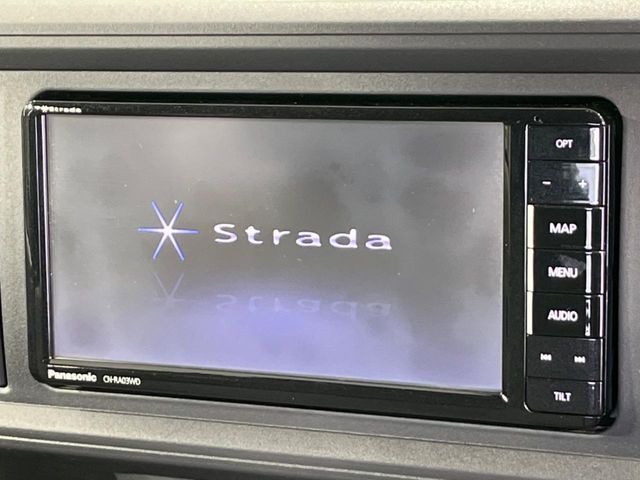 Strada
Strada
OPT
- +
MAP
MENU
AUDIO
TILT
Panasonic
CN-RA03WD